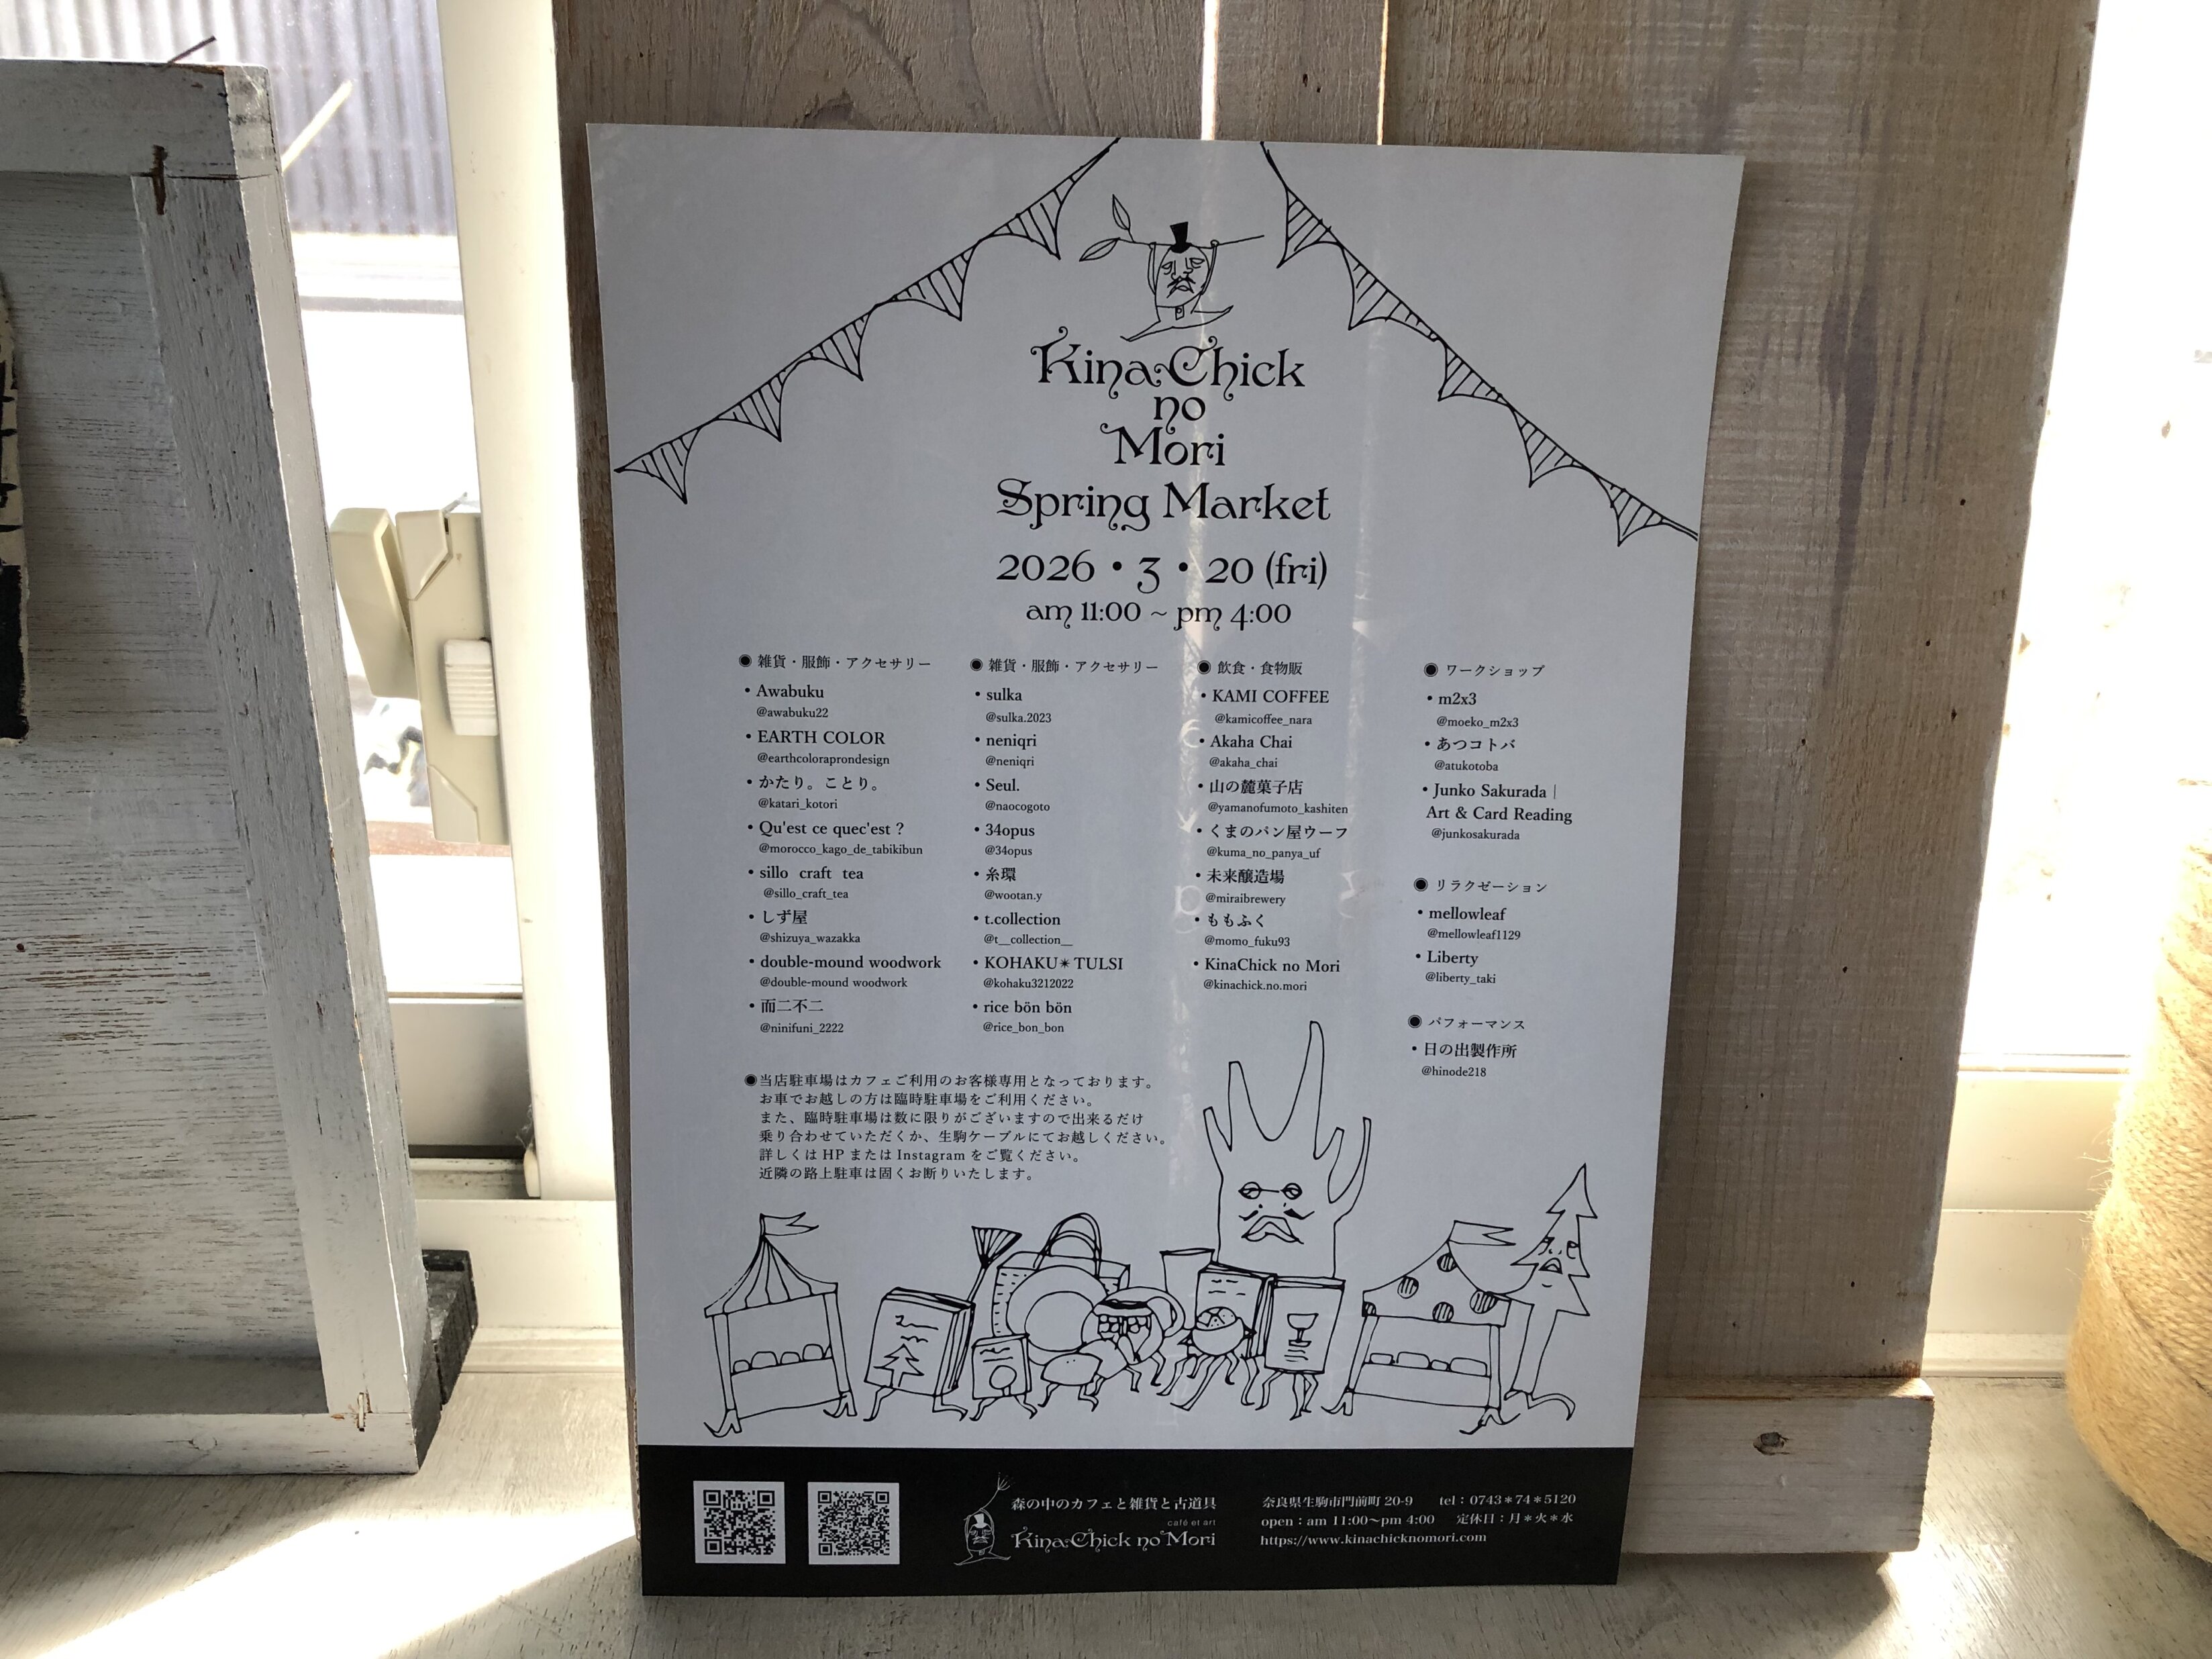 Kina Chick
no
Mori
Spring Market
2026・3・20 (fri)
am 11:00 ~ pm 4:00
◉ 雑貨・服飾・アクセサリー
・Awabuku
@awabuku22
・EARTH COLOR
@earthcoloraprondesign
・かたり。ことり。
@katari_kotori
・Qu'est ce quec'est ?
@morocco_kago_de_tabikibun
・sillo craft tea
@sillo_craft_tea
・しず屋
@shizuya_wazakka
・double-mound woodwork
@double-mound woodwork
・而二不二
@ninifuni_2222
◉ 雑貨・服飾・アクセサリー
・sulka
@sulka.2023
・neniqri
@neniqri
・Seul.
@naocogoto
・34opus
@34opus
・糸環
@wootan.y
・t.collection
@t__collection__
・KOHAKU✴TULSI
@kohaku3212022
・rice bön bön
@rice_bon_bon
◉ 飲食・食物販
・KAMI COFFEE
@kamicoffee_nara
・Akaha Chai
@akaha_chai
・山の麓菓子店
@yamanofumoto_kashiten
・くまのパン屋ウーフ
@kuma_no_panya_uf
・未来醸造場
@miraibrewery
・ももふく
@momo_fuku93
・KinaChick no Mori
@kinachick.no.mori
◉ ワークショップ
・m2x3
@moeko_m2x3
・あつコトバ
@atukotoba
・Junko Sakurada |
Art & Card Reading
@junkosakurada
◉ リラクゼーション
・mellowleaf
@mellowleaf1129
・Liberty
@liberty_taki
◉ パフォーマンス
・日の出製作所
@hinode218
◉当店駐車場はカフェご利用のお客様専用となっております。
お車でお越しの方は臨時駐車場をご利用ください。
また、臨時駐車場は数に限りがございますので出来るだけ
乗り合わせていただくか、生駒ケーブルにてお越しください。
詳しくは HP または Instagram をご覧ください。
近隣の路上駐車は固くお断りいたします。
森の中のカフェと雑貨と古道具
café et art
Kina Chick no Mori
奈良県生駒市門前町 20-9 tel : 0743＊74＊5120
open : am 11:00~pm 4:00 定休日 : 月＊火＊水
https://www.kinachicknomori.com